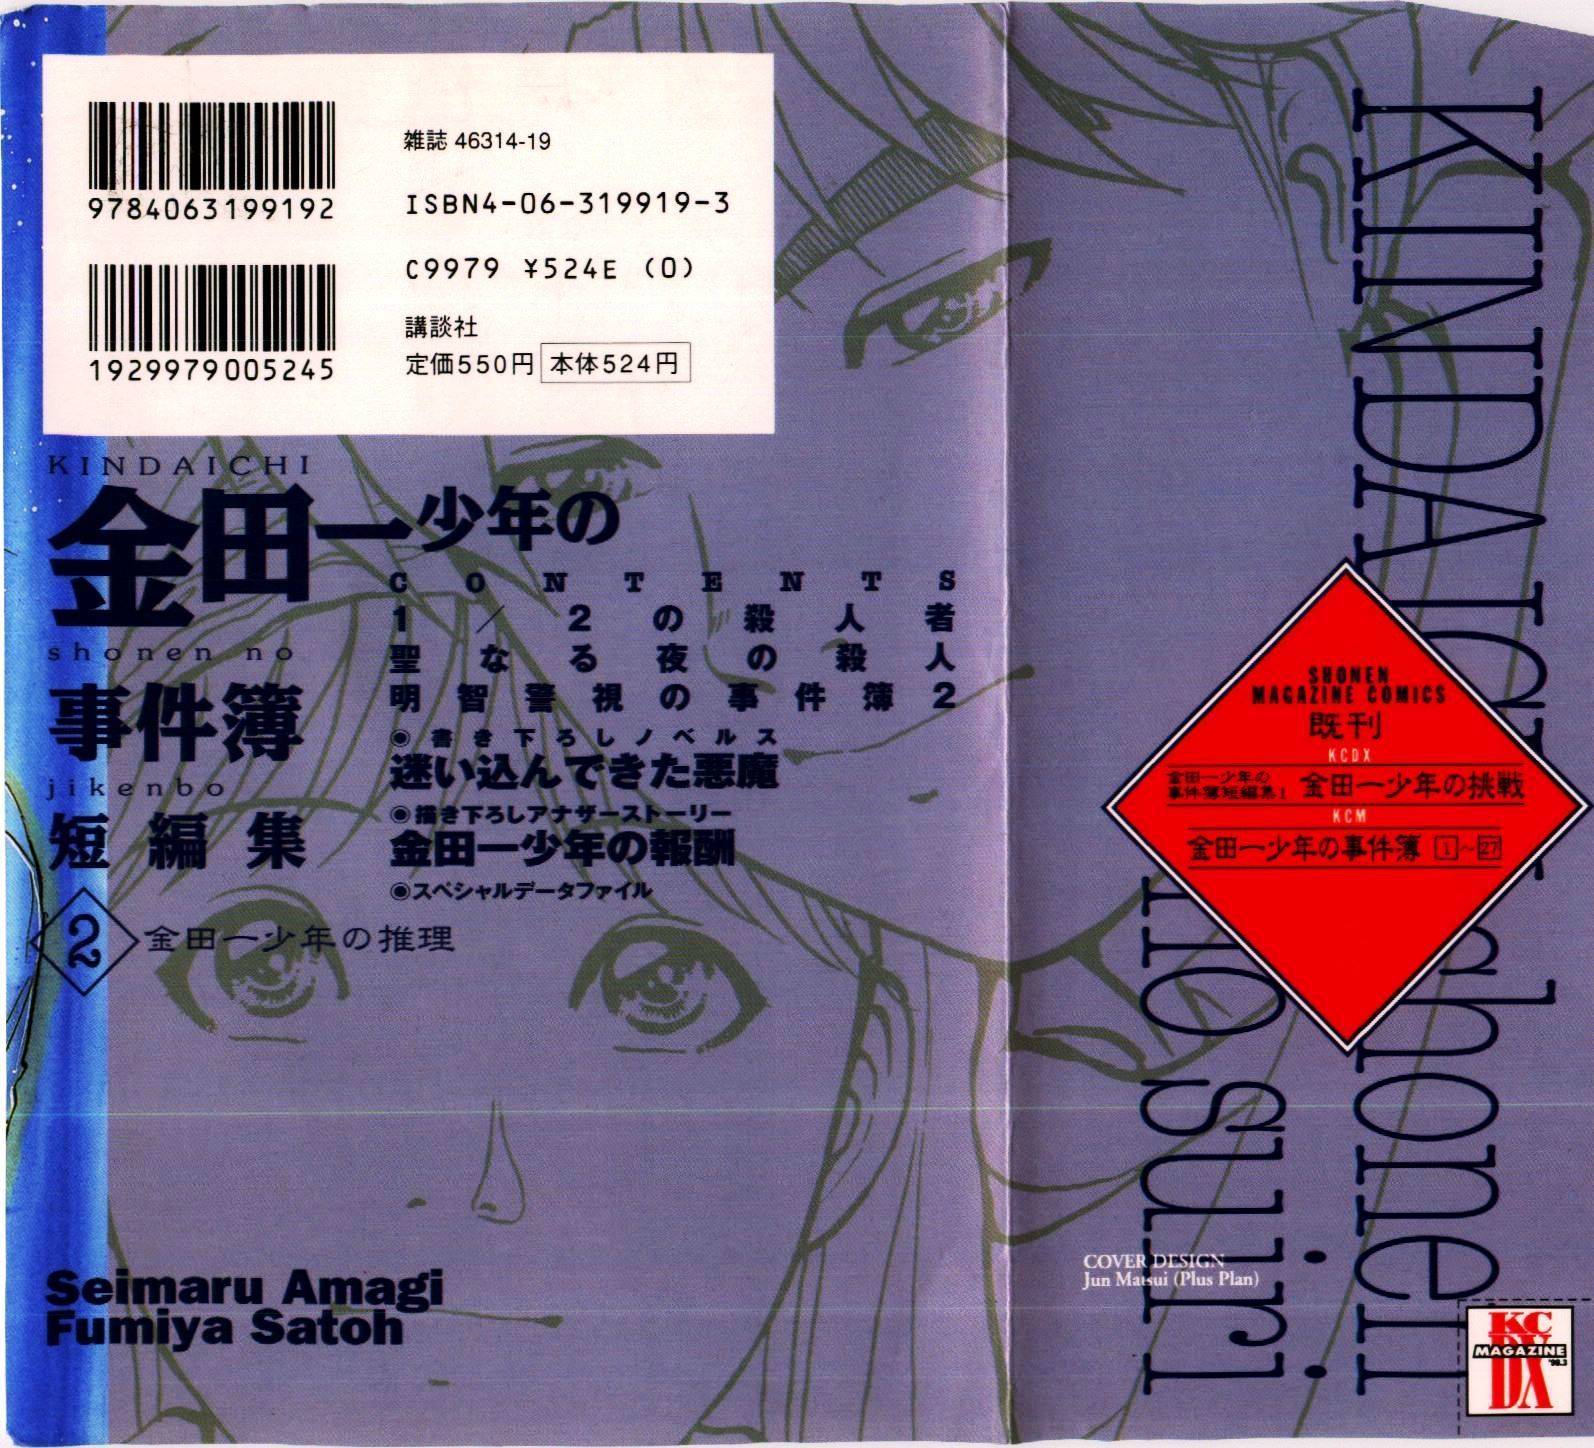 9784063199192
雑誌 46314-19
ISBN4-06-319919-3
C9979 ¥524E (0)
1929979005245
講談社
定価550円 本体524円
KINDAICHI
金田一少年の
shonen no
事件簿
jikenbo
短編集
2 金田一少年の推理
CONTENTS
1/2の殺人者
聖なる夜の殺人
明智警視の事件簿2
◉書き下ろしノベルス
迷い込んできた悪魔
◉描き下ろしアナザーストーリー
金田一少年の報酬
◉スペシャルデータファイル
Seimaru Amagi
Fumiya Satoh
SHONEN
MAGAZINE COMICS
既刊
KCDX
金田一少年の
事件簿短編集1 金田一少年の挑戦
KCM
金田一少年の事件簿 1~27
COVER DESIGN
Jun Matsui (Plus Plan)
KC
DX
MAGAZINE
'98.3